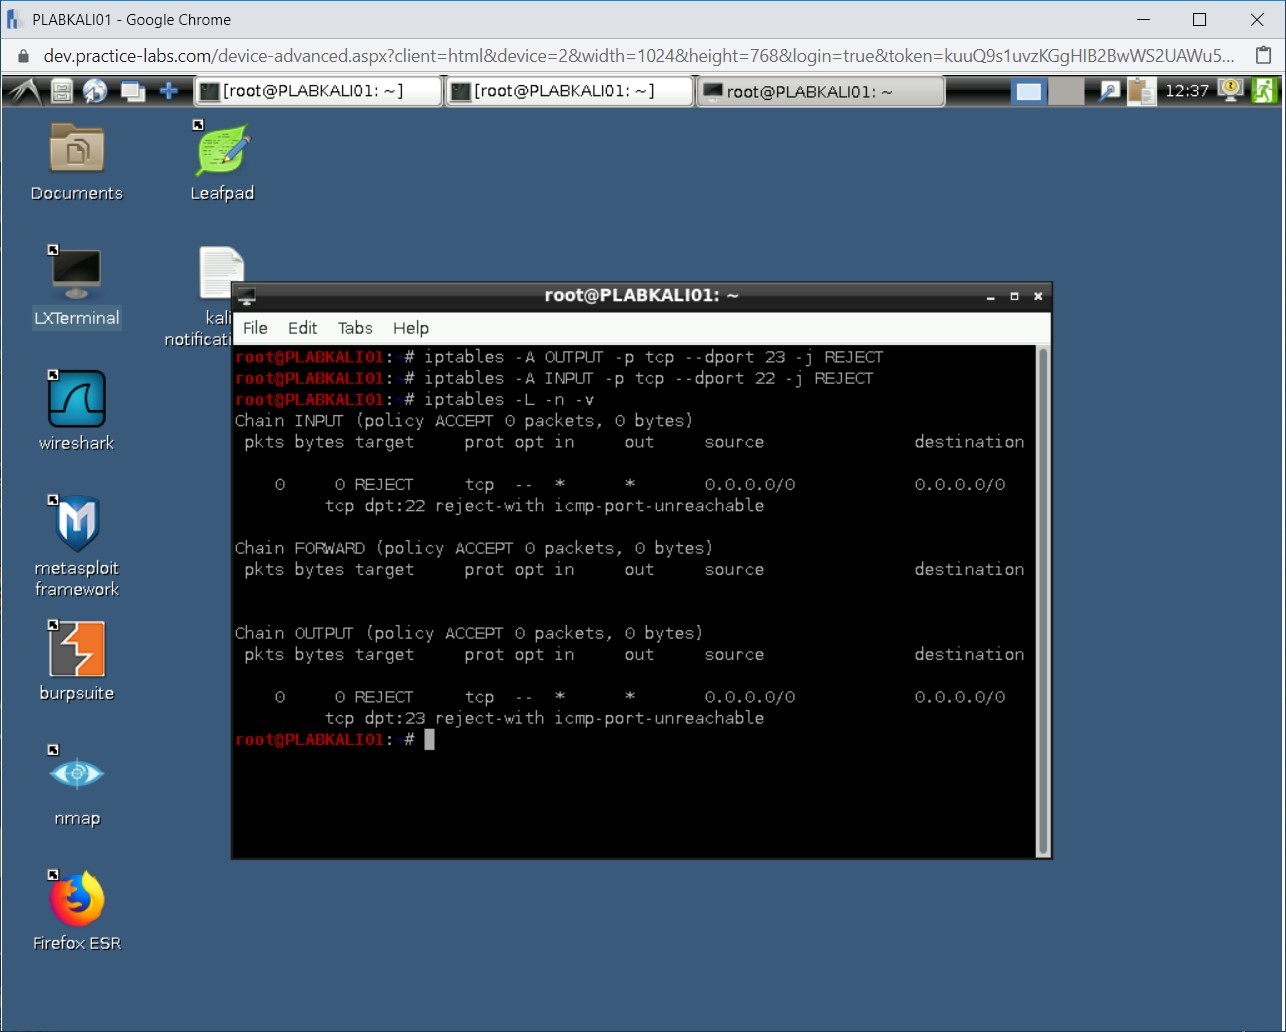 PLABKALI01 - Google Chrome
dev.practice-labs.com/device-advanced.aspx?client=html&device=2&width=1024&height=768&login=true&token=kuuQ9s1uvzKGgHIB2BwWS2UAWu5...
[root@PLABKALI01: ~]
[root@PLABKALI01: ~]
root@PLABKALI01: ~
12:37
Documents
Leafpad
LXTerminal
kali
notificati
wireshark
metasploit
framework
burpsuite
nmap
Firefox ESR
root@PLABKALI01: ~
File Edit Tabs Help
root@PLABKALI01:~# iptables -A OUTPUT -p tcp --dport 23 -j REJECT
root@PLABKALI01:~# iptables -A INPUT -p tcp --dport 22 -j REJECT
root@PLABKALI01:~# iptables -L -n -v
Chain INPUT (policy ACCEPT 0 packets, 0 bytes)
pkts bytes target prot opt in out source destination
0 0 REJECT tcp -- * * 0.0.0.0/0 0.0.0.0/0
tcp dpt:22 reject-with icmp-port-unreachable
Chain FORWARD (policy ACCEPT 0 packets, 0 bytes)
pkts bytes target prot opt in out source destination
Chain OUTPUT (policy ACCEPT 0 packets, 0 bytes)
pkts bytes target prot opt in out source destination
0 0 REJECT tcp -- * * 0.0.0.0/0 0.0.0.0/0
tcp dpt:23 reject-with icmp-port-unreachable
root@PLABKALI01:~#